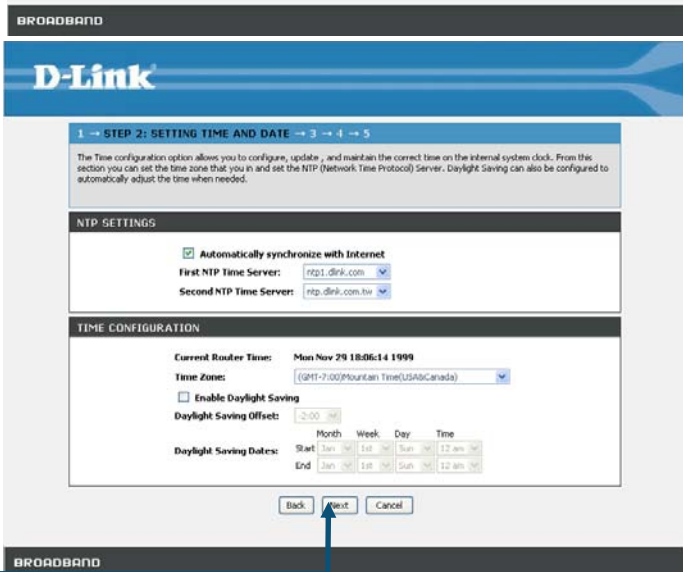 BROADBAND
D-Link
1 → STEP 2: SETTING TIME AND DATE → 3 → 4 → 5
The Time configuration option allows you to configure, update , and maintain the correct time on the internal system clock. From this
section you can set the time zone that you in and set the NTP (Network Time Protocol) Server. Daylight Saving can also be configured to
automatically adjust the time when needed.
NTP SETTINGS
Automatically synchronize with Internet
First NTP Time Server: ntp1.dlink.com
Second NTP Time Server: ntp.dlink.com.tw
TIME CONFIGURATION
Current Router Time: Mon Nov 29 18:06:14 1999
Time Zone: (GMT-7:00)Mountain Time(USA&Canada)
Enable Daylight Saving
Daylight Saving Offset: -2:00
Month Week Day Time
Daylight Saving Dates: Start Jan 1st Sun 12 am
End Jan 1st Sun 12 am
Back Next Cancel
BROADBAND